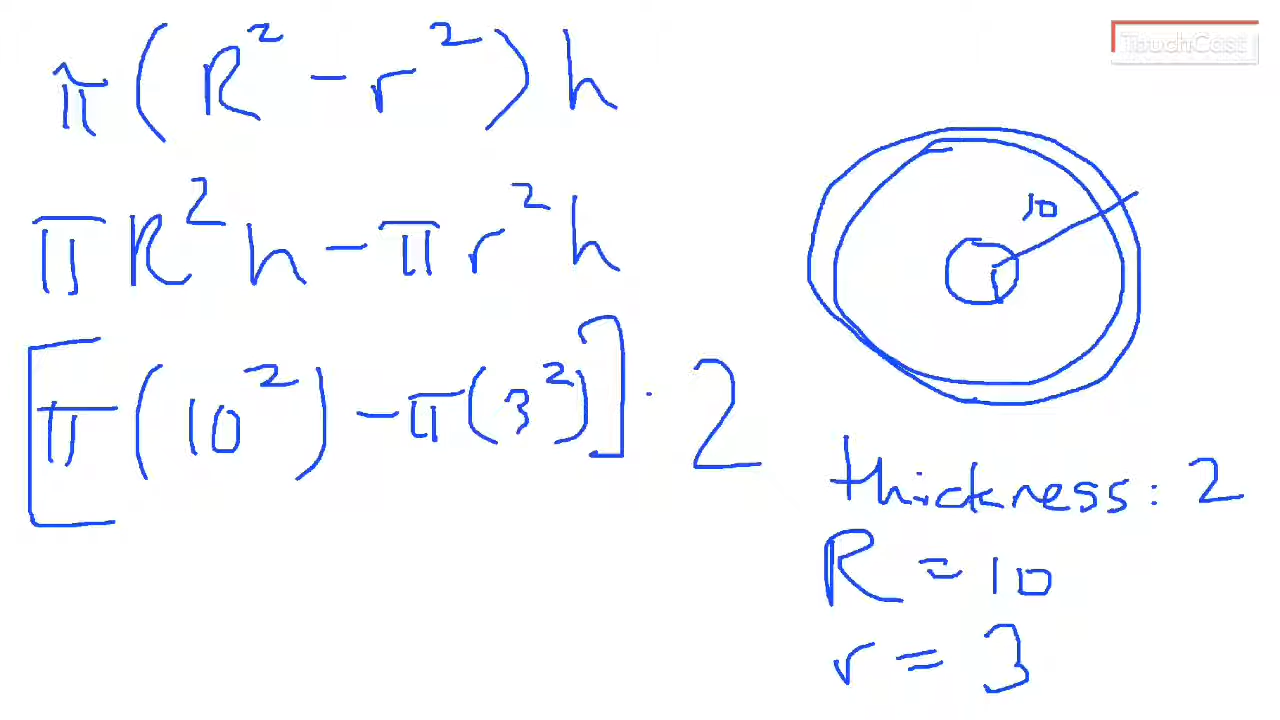 π(R² - r²)h
πR²h - πr²h
[π(10²) - π(3²)] · 2
TouchCast
10
thickness: 2
R = 10
r = 3